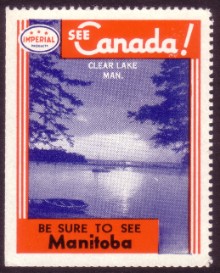 IMPERIAL
PRODUCTS
SEE
Canada!
CLEAR LAKE
MAN.
BE SURE TO SEE
Manitoba